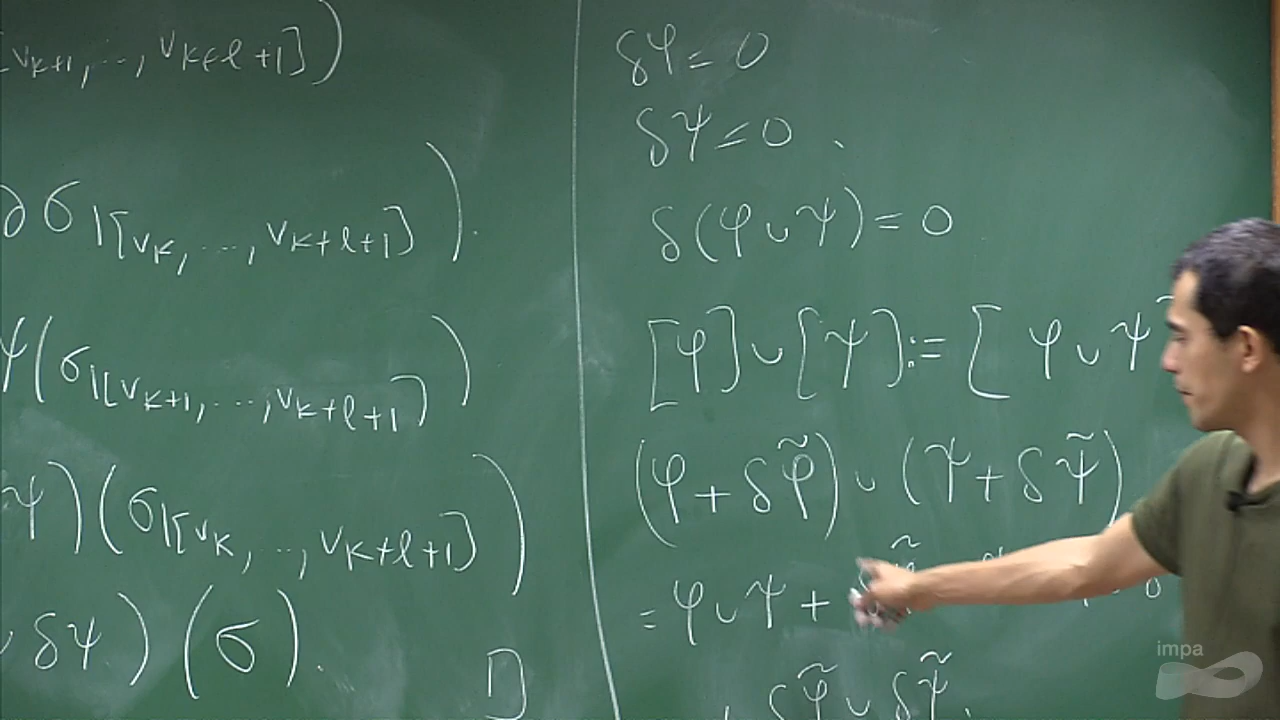 [v_{k+1}, ..., v_{k+ℓ+1}])
∂σ|[v_k, ..., v_{k+ℓ+1}]).
ψ(σ|[v_{k+1}, ..., v_{k+ℓ+1}])
ψ)(σ|[v_k, ..., v_{k+ℓ+1}])
∪ δψ)(σ).
δφ = 0
δψ = 0.
δ(φ ∪ ψ) = 0
[φ] ∪ [ψ] := [φ ∪ ψ
(φ + δφ̃) ∪ (ψ + δψ̃)
= φ ∪ ψ +
δφ̃ ∪ δψ̃.
impa